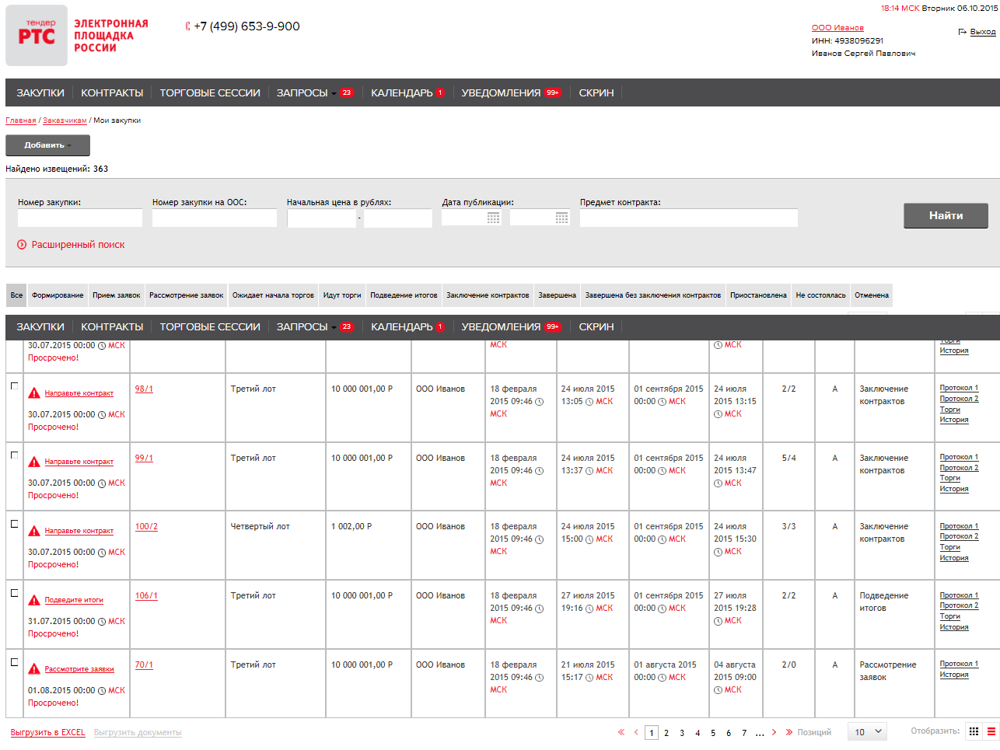 18:14 МСК Вторник 06.10.2015
тендер
РТС
ЭЛЕКТРОННАЯ
ПЛОЩАДКА
РОССИИ
+7 (499) 653-9-900
ООО Иванов
ИНН: 4938096291
Иванов Сергей Павлович
Выход
ЗАКУПКИ КОНТРАКТЫ ТОРГОВЫЕ СЕССИИ ЗАПРОСЫ 23 КАЛЕНДАРЬ 1 УВЕДОМЛЕНИЯ 99+ СКРИН
Главная / Заказчикам / Мои закупки
Добавить
Найдено извещений: 363
Номер закупки: Номер закупки на ООС: Начальная цена в рублях: Дата публикации: Предмет контракта:
-
Найти
Расширенный поиск
Все Формирование Прием заявок Рассмотрение заявок Ожидает начала торгов Идут торги Подведение итогов Заключение контрактов Завершена Завершена без заключения контрактов Приостановлена Не состоялась Отменена
ЗАКУПКИ КОНТРАКТЫ ТОРГОВЫЕ СЕССИИ ЗАПРОСЫ 23 КАЛЕНДАРЬ 1 УВЕДОМЛЕНИЯ 99+ СКРИН
30.07.2015 00:00 МСК МСК МСК Торги
Просрочено! История
Направьте контракт 98/1 Третий лот 10 000 001,00 Р ООО Иванов 18 февраля 24 июля 2015 01 сентября 2015 24 июля 2/2 А Заключение Протокол 1
2015 09:46 13:05 МСК 00:00 МСК 2015 13:15 контрактов Протокол 2
30.07.2015 00:00 МСК МСК МСК Торги
Просрочено! История
Направьте контракт 99/1 Третий лот 10 000 001,00 Р ООО Иванов 18 февраля 24 июля 2015 01 сентября 2015 24 июля 5/4 А Заключение Протокол 1
2015 09:46 13:37 МСК 00:00 МСК 2015 13:47 контрактов Протокол 2
30.07.2015 00:00 МСК МСК МСК Торги
Просрочено! История
Направьте контракт 100/2 Четвертый лот 1 002,00 Р ООО Иванов 18 февраля 24 июля 2015 01 сентября 2015 24 июля 3/3 А Заключение Протокол 1
2015 09:46 15:00 МСК 00:00 МСК 2015 15:30 контрактов Протокол 2
30.07.2015 00:00 МСК МСК МСК Торги
Просрочено! История
Подведите итоги 106/1 Третий лот 10 000 001,00 Р ООО Иванов 18 февраля 27 июля 2015 01 сентября 2015 27 июля 2/2 А Подведение Протокол 1
2015 09:46 19:16 МСК 00:00 МСК 2015 19:28 итогов Протокол 2
31.07.2015 00:00 МСК МСК МСК Торги
Просрочено! История
Рассмотрите заявки 70/1 Третий лот 10 000 001,00 Р ООО Иванов 18 февраля 21 июля 2015 01 августа 2015 04 августа 2/0 А Рассмотрение Протокол 1
2015 09:46 15:17 МСК 00:00 МСК 2015 09:00 заявок История
01.08.2015 00:00 МСК МСК МСК
Просрочено!
Выгрузить в EXCEL Выгрузить документы « ‹ 1 2 3 4 5 6 7 ... › » Позиций 10 Отобразить: